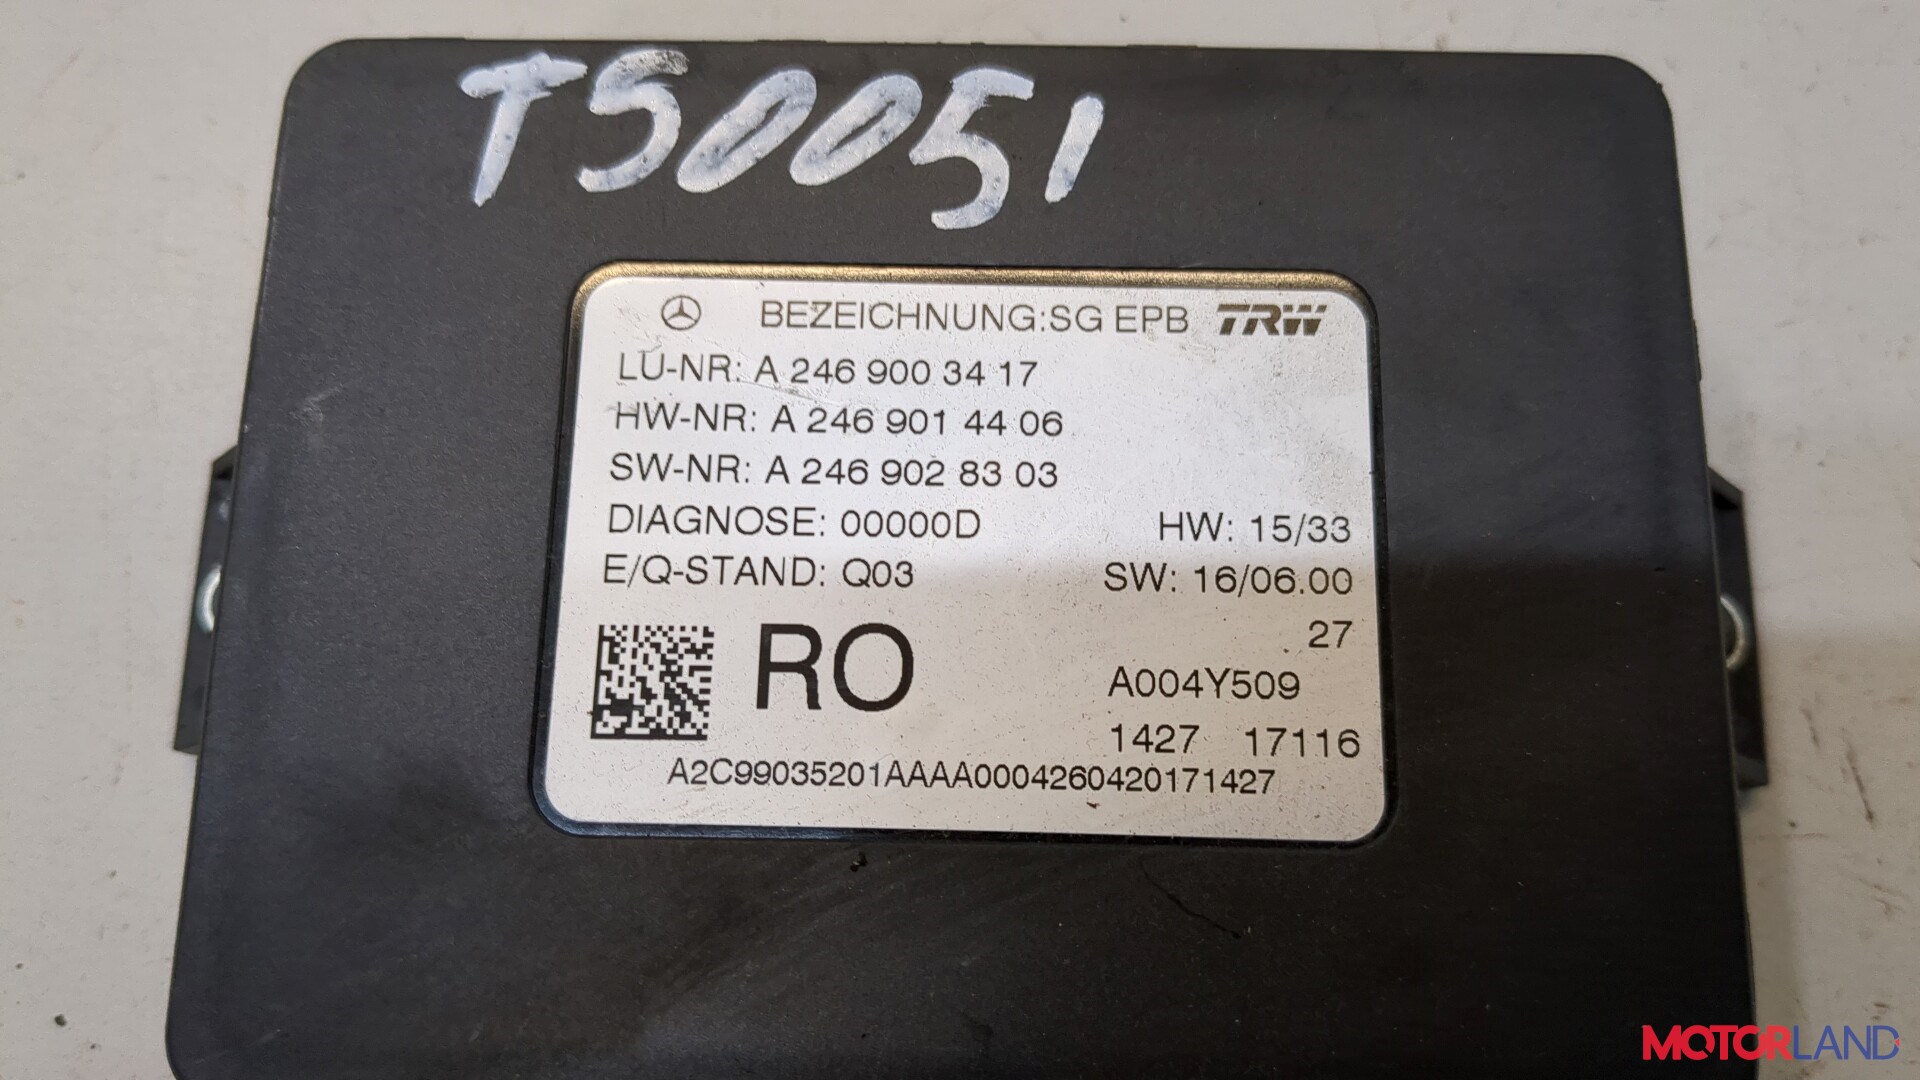 TS0051
BEZEICHNUNG:SG EPB TRW
LU-NR: A 246 900 34 17
HW-NR: A 246 901 44 06
SW-NR: A 246 902 83 03
DIAGNOSE: 00000D HW: 15/33
E/Q-STAND: Q03 SW: 16/06.00
27
RO A004Y509
1427 17116
A2C99035201AAAA0004260420171427
MOTORLAND